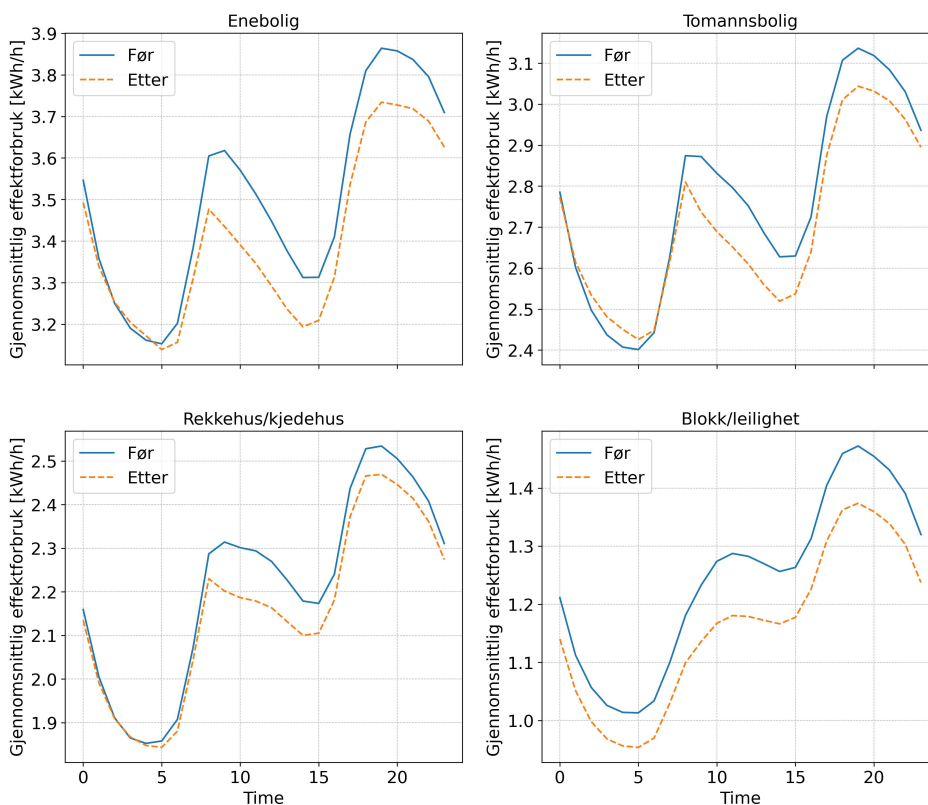 Enebolig
Gjennomsnittlig effektforbruk [kWh/h]
3.9
3.8
3.7
3.6
3.5
3.4
3.3
3.2
Før
Etter
Tomannsbolig
Gjennomsnittlig effektforbruk [kWh/h]
3.1
3.0
2.9
2.8
2.7
2.6
2.5
2.4
Før
Etter
Rekkehus/kjedehus
Gjennomsnittlig effektforbruk [kWh/h]
2.5
2.4
2.3
2.2
2.1
2.0
1.9
Før
Etter
0 5 10 15 20
Time
Blokk/leilighet
Gjennomsnittlig effektforbruk [kWh/h]
1.4
1.3
1.2
1.1
1.0
Før
Etter
0 5 10 15 20
Time